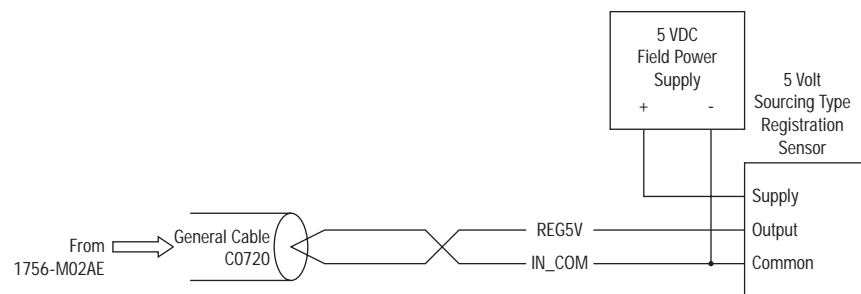 5 VDC
Field Power
Supply
+ -
5 Volt
Sourcing Type
Registration
Sensor
Supply
From
1756-M02AE
General Cable
C0720
REG5V
Output
IN_COM
Common